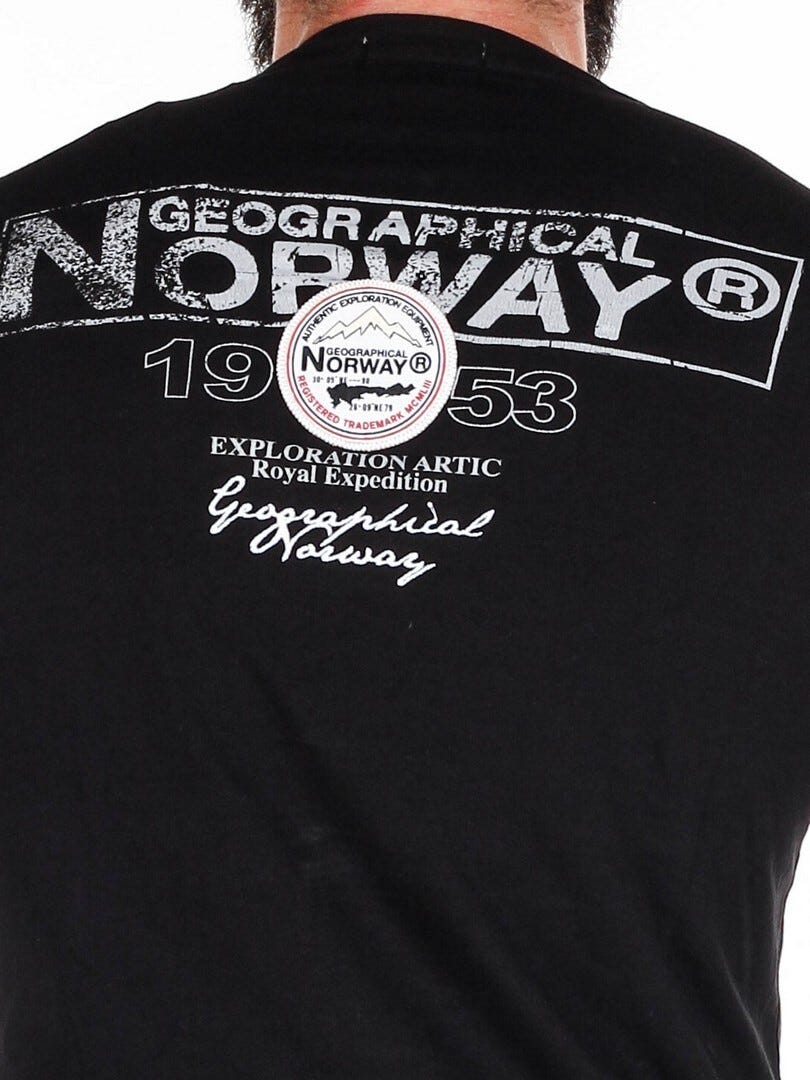 GEOGRAPHICAL
NORWAY®
19 53
AUTHENTIC EXPLORATION EQUIPMENT
GEOGRAPHICAL
NORWAY®
REGISTERED TRADEMARK MCMLIII
EXPLORATION ARTIC
Royal Expedition
Geographical
Norway